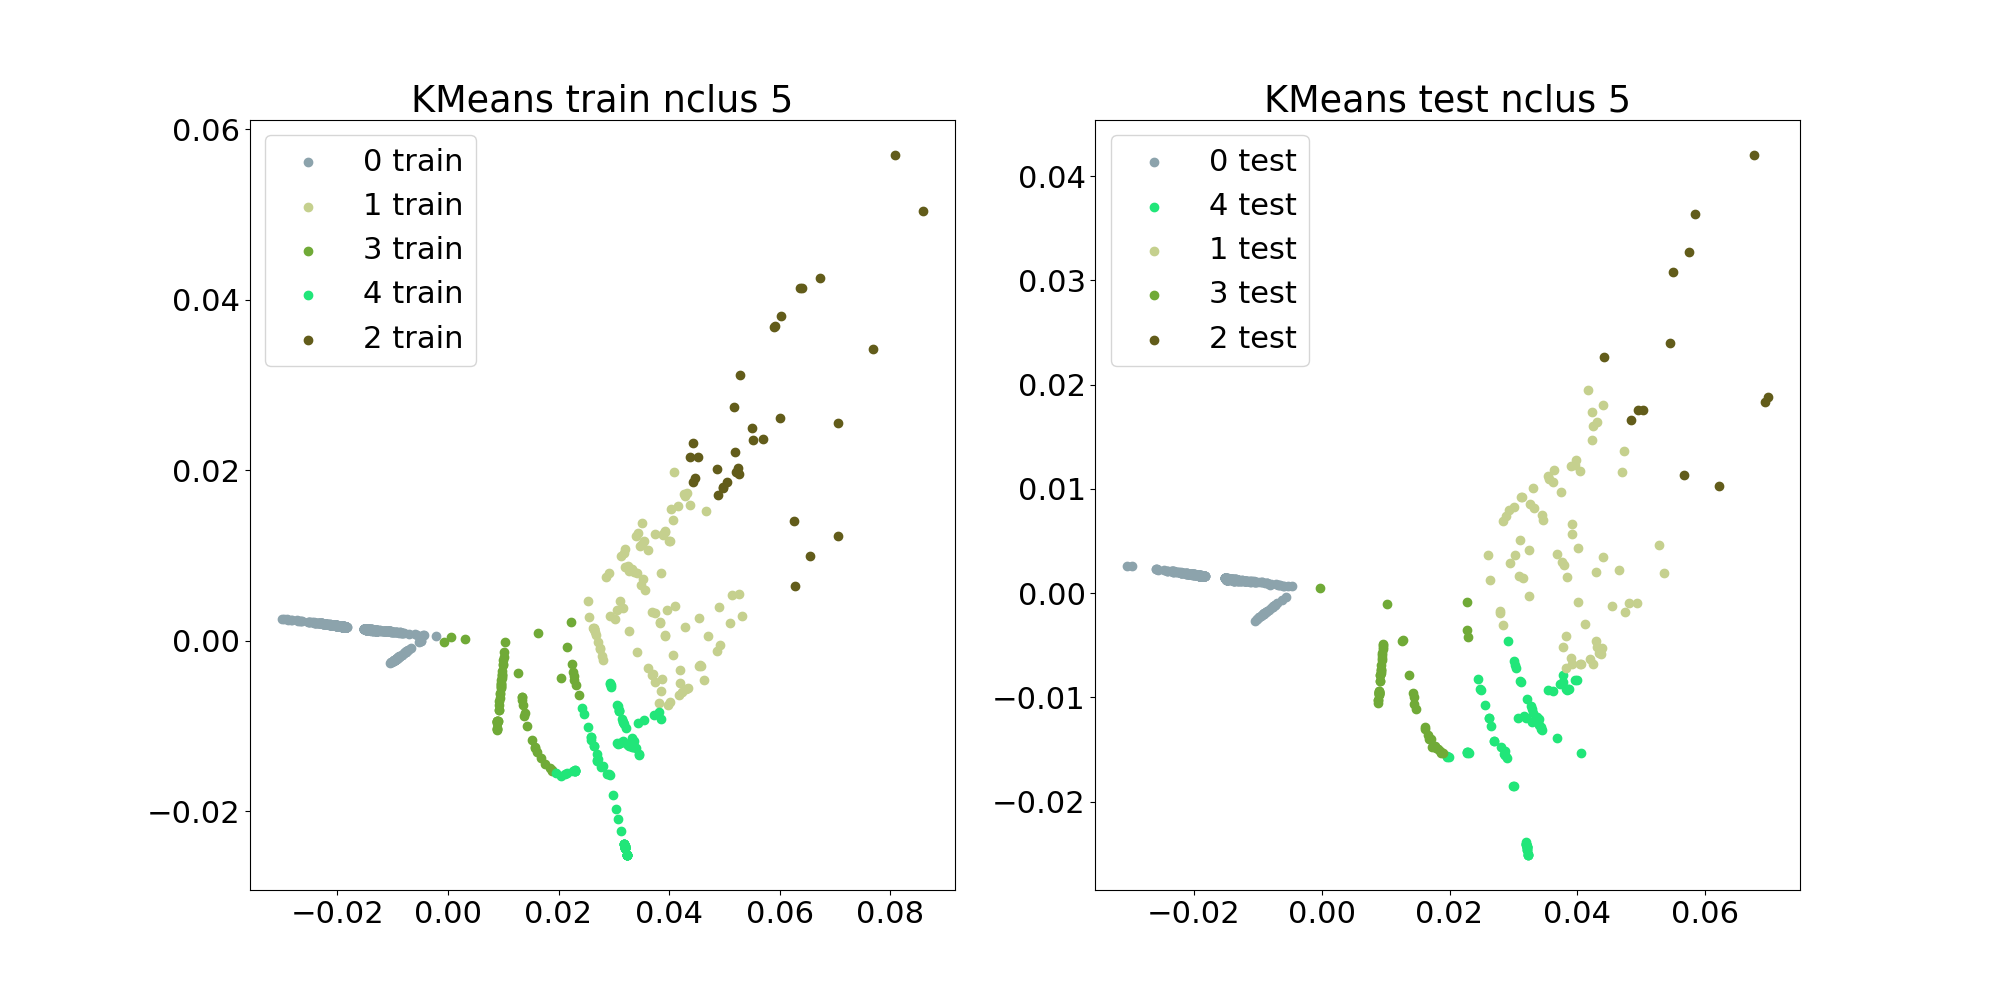 KMeans train nclus 5
0.06
0.04
0.02
0.00
−0.02
0 train
1 train
3 train
4 train
2 train
−0.02 0.00 0.02 0.04 0.06 0.08
KMeans test nclus 5
0.04
0.03
0.02
0.01
0.00
−0.01
−0.02
0 test
4 test
1 test
3 test
2 test
−0.02 0.00 0.02 0.04 0.06